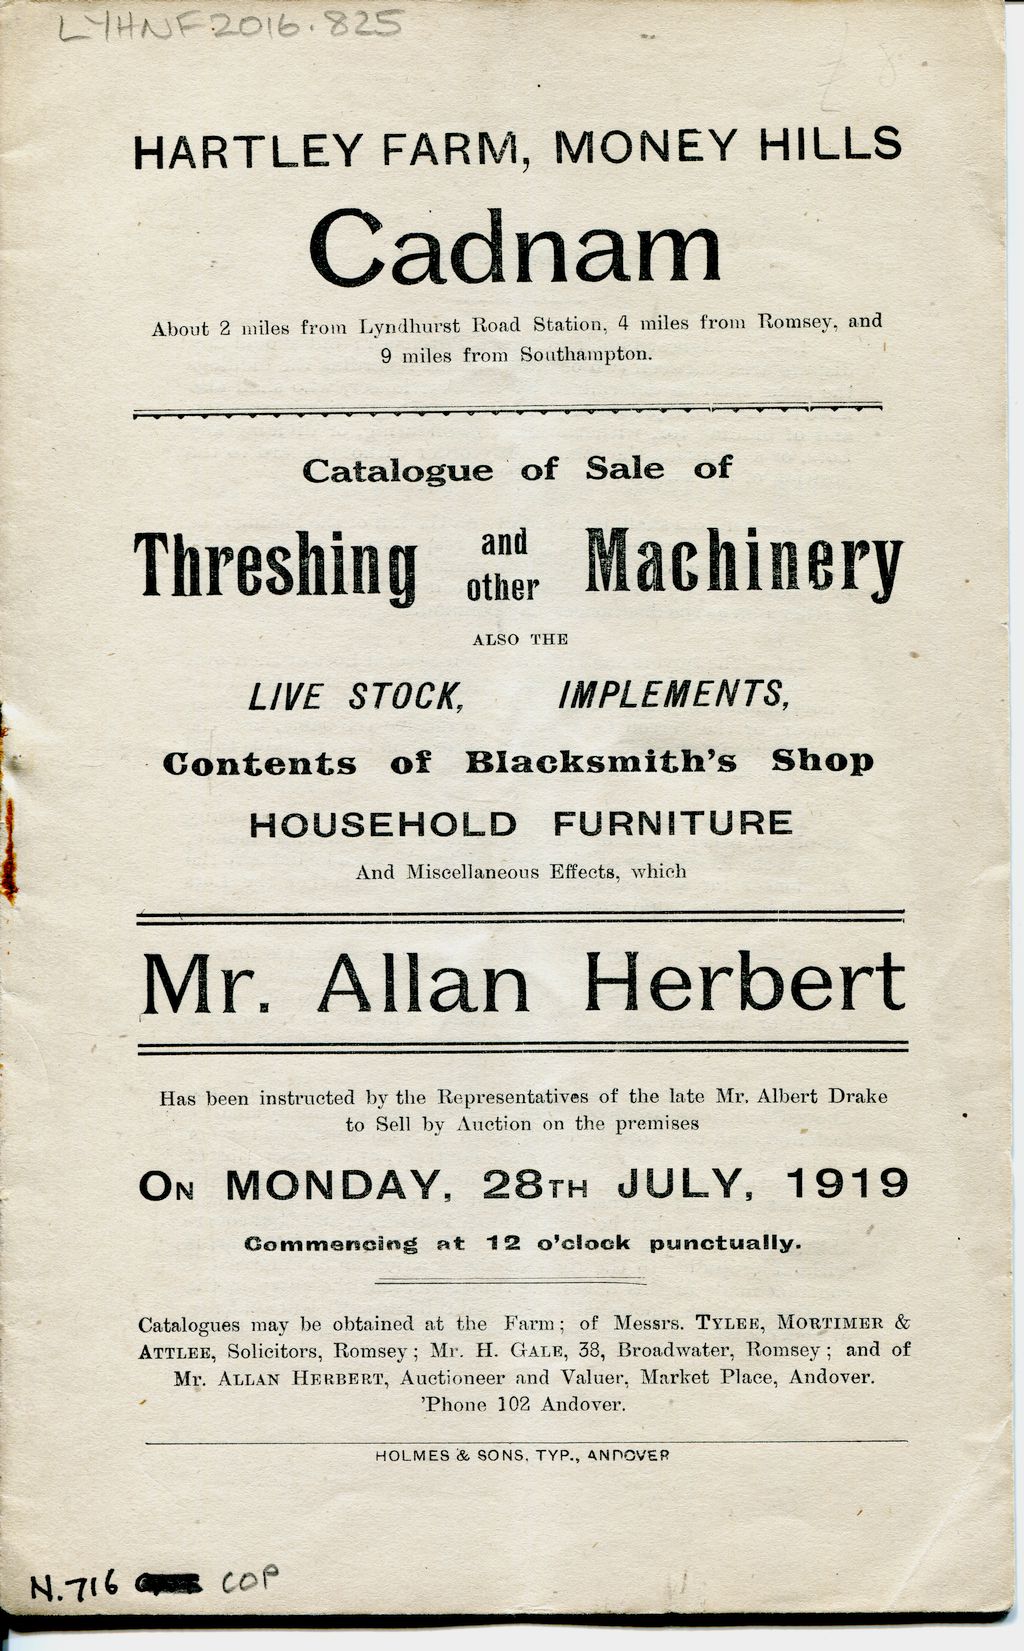 LYHNF:2016.825
HARTLEY FARM, MONEY HILLS
Cadnam
About 2 miles from Lyndhurst Road Station, 4 miles from Romsey, and
9 miles from Southampton.
Catalogue of Sale of
Threshing and other Machinery
ALSO THE
LIVE STOCK, IMPLEMENTS,
Contents of Blacksmith's Shop
HOUSEHOLD FURNITURE
And Miscellaneous Effects, which
Mr. Allan Herbert
Has been instructed by the Representatives of the late Mr. Albert Drake
to Sell by Auction on the premises
ON MONDAY, 28TH JULY, 1919
Commencing at 12 o'clock punctually.
Catalogues may be obtained at the Farm; of Messrs. TYLEE, MORTIMER &
ATTLEE, Solicitors, Romsey; Mr. H. GALE, 38, Broadwater, Romsey; and of
Mr. ALLAN HERBERT, Auctioneer and Valuer, Market Place, Andover.
'Phone 102 Andover.
HOLMES & SONS, TYP., ANDOVER
N.716 COP